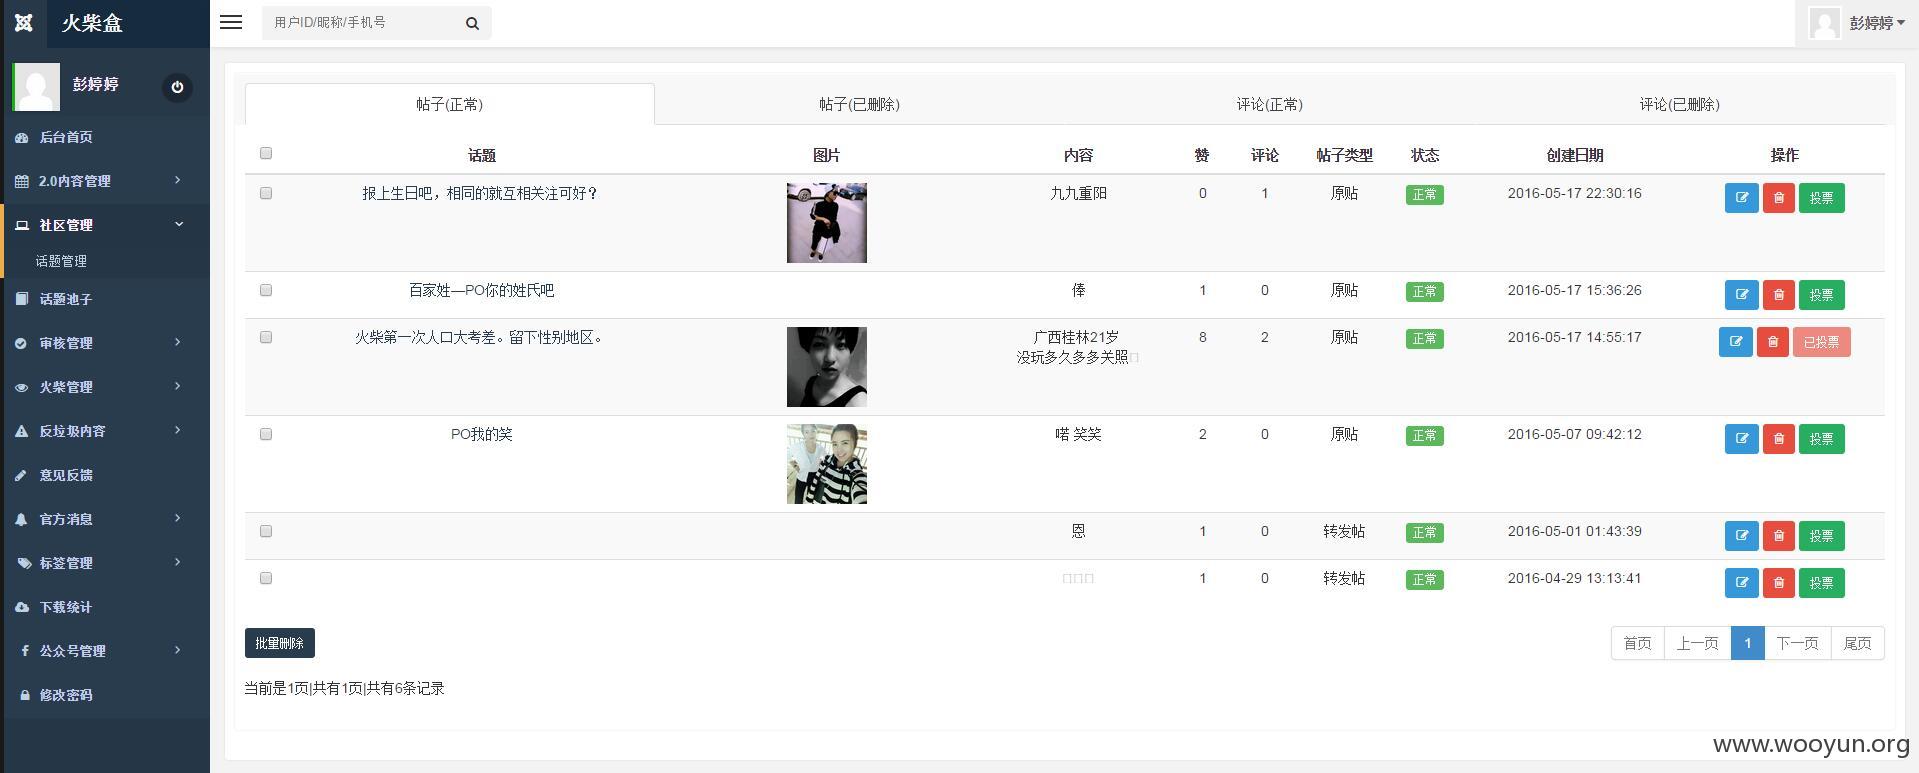 火柴盒
用户ID/昵称/手机号
彭婷婷
彭婷婷
后台首页
2.0内容管理
社区管理
话题管理
话题池子
审核管理
火柴管理
反垃圾内容
意见反馈
官方消息
标签管理
下载统计
公众号管理
修改密码
帖子(正常) 帖子(已删除) 评论(正常) 评论(已删除)
话题 图片 内容 赞 评论 帖子类型 状态 创建日期 操作
报上生日吧，相同的就互相关注可好？ 九九重阳 0 1 原贴 正常 2016-05-17 22:30:16 投票
百家姓—PO你的姓氏吧 俸 1 0 原贴 正常 2016-05-17 15:36:26 投票
火柴第一次人口大考差。留下性别地区。 广西桂林21岁 8 2 原贴 正常 2016-05-17 14:55:17 已投票
没玩多久多多关照
PO我的笑 喏 笑笑 2 0 原贴 正常 2016-05-07 09:42:12 投票
恩 1 0 转发帖 正常 2016-05-01 01:43:39 投票
1 0 转发帖 正常 2016-04-29 13:13:41 投票
批量删除
首页 上一页 1 下一页 尾页
当前是1页|共有1页|共有6条记录
www.wooyun.org